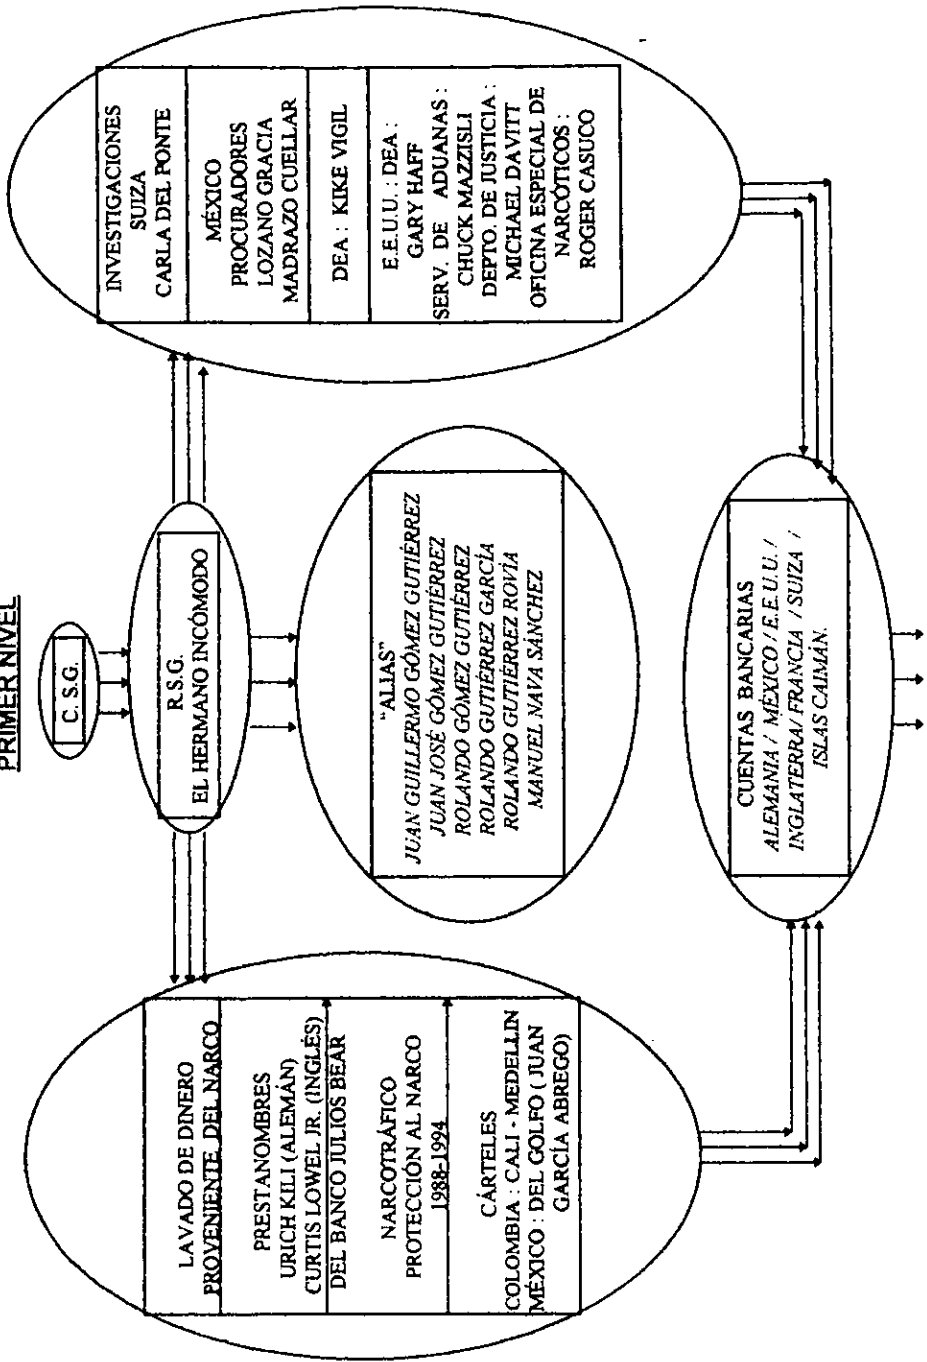 PRIMER NIVEL
C. S.G.
R.S.G.
EL HERMANO INCÓMODO
LAVADO DE DINERO
PROVENIENTE DEL NARCO
PRESTANOMBRES
URICH KILI (ALEMÁN)
CURTIS LOWEL JR. (INGLÉS)
DEL BANCO JULIOS BEAR
NARCOTRÁFICO
PROTECCIÓN AL NARCO
1988-1994
CÁRTELES
COLOMBIA : CALI - MEDELLIN
MÉXICO : DEL GOLFO ( JUAN
GARCÍA ABREGO)
"ALIAS"
JUAN GUILLERMO GÓMEZ GUTIÉRREZ
JUAN JOSÉ GÓMEZ GUTIÉRREZ
ROLANDO GÓMEZ GUTIÉRREZ
ROLANDO GUTIÉRREZ GARCÍA
ROLANDO GUTIÉRREZ ROVÍA
MANUEL NAVA SÁNCHEZ
INVESTIGACIONES
SUIZA
CARLA DEL PONTE
MÉXICO
PROCURADORES
LOZANO GRACIA
MADRAZO CUELLAR
DEA : KIKE VIGIL
E.E.U.U. : DEA :
GARY HAFF
SERV. DE ADUANAS :
CHUCK MAZZISLI
DEPTO. DE JUSTICIA :
MICHAEL DAVITT
OFICINA ESPECIAL DE
NARCÓTICOS :
ROGER CASUCO
CUENTAS BANCARIAS
ALEMANIA / MÉXICO / E.E.U.U. /
INGLATERRA/ FRANCIA / SUIZA /
ISLAS CAIMÁN.